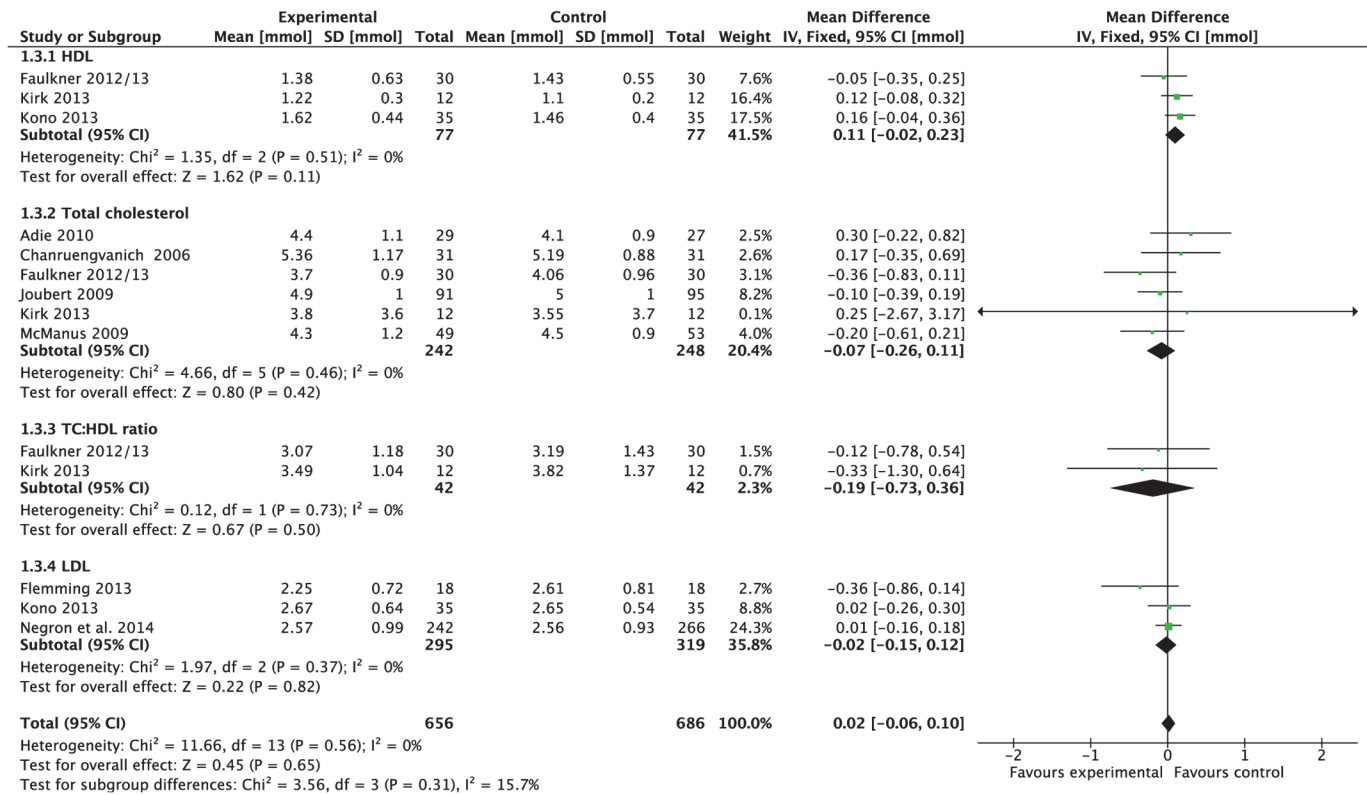 Experimental Control Mean Difference Mean Difference
Study or Subgroup Mean [mmol] SD [mmol] Total Mean [mmol] SD [mmol] Total Weight IV, Fixed, 95% CI [mmol] IV, Fixed, 95% CI [mmol]
1.3.1 HDL
Faulkner 2012/13 1.38 0.63 30 1.43 0.55 30 7.6% −0.05 [−0.35, 0.25]
Kirk 2013 1.22 0.3 12 1.1 0.2 12 16.4% 0.12 [−0.08, 0.32]
Kono 2013 1.62 0.44 35 1.46 0.4 35 17.5% 0.16 [−0.04, 0.36]
Subtotal (95% CI) 77 77 41.5% 0.11 [−0.02, 0.23]
Heterogeneity: Chi² = 1.35, df = 2 (P = 0.51); I² = 0%
Test for overall effect: Z = 1.62 (P = 0.11)
1.3.2 Total cholesterol
Adie 2010 4.4 1.1 29 4.1 0.9 27 2.5% 0.30 [−0.22, 0.82]
Chanruengvanich 2006 5.36 1.17 31 5.19 0.88 31 2.6% 0.17 [−0.35, 0.69]
Faulkner 2012/13 3.7 0.9 30 4.06 0.96 30 3.1% −0.36 [−0.83, 0.11]
Joubert 2009 4.9 1 91 5 1 95 8.2% −0.10 [−0.39, 0.19]
Kirk 2013 3.8 3.6 12 3.55 3.7 12 0.1% 0.25 [−2.67, 3.17]
McManus 2009 4.3 1.2 49 4.5 0.9 53 4.0% −0.20 [−0.61, 0.21]
Subtotal (95% CI) 242 248 20.4% −0.07 [−0.26, 0.11]
Heterogeneity: Chi² = 4.66, df = 5 (P = 0.46); I² = 0%
Test for overall effect: Z = 0.80 (P = 0.42)
1.3.3 TC:HDL ratio
Faulkner 2012/13 3.07 1.18 30 3.19 1.43 30 1.5% −0.12 [−0.78, 0.54]
Kirk 2013 3.49 1.04 12 3.82 1.37 12 0.7% −0.33 [−1.30, 0.64]
Subtotal (95% CI) 42 42 2.3% −0.19 [−0.73, 0.36]
Heterogeneity: Chi² = 0.12, df = 1 (P = 0.73); I² = 0%
Test for overall effect: Z = 0.67 (P = 0.50)
1.3.4 LDL
Flemming 2013 2.25 0.72 18 2.61 0.81 18 2.7% −0.36 [−0.86, 0.14]
Kono 2013 2.67 0.64 35 2.65 0.54 35 8.8% 0.02 [−0.26, 0.30]
Negron et al. 2014 2.57 0.99 242 2.56 0.93 266 24.3% 0.01 [−0.16, 0.18]
Subtotal (95% CI) 295 319 35.8% −0.02 [−0.15, 0.12]
Heterogeneity: Chi² = 1.97, df = 2 (P = 0.37); I² = 0%
Test for overall effect: Z = 0.22 (P = 0.82)
Total (95% CI) 656 686 100.0% 0.02 [−0.06, 0.10]
Heterogeneity: Chi² = 11.66, df = 13 (P = 0.56); I² = 0%
Test for overall effect: Z = 0.45 (P = 0.65)
Test for subgroup differences: Chi² = 3.56, df = 3 (P = 0.31), I² = 15.7%
−2 −1 0 1 2
Favours experimental Favours control